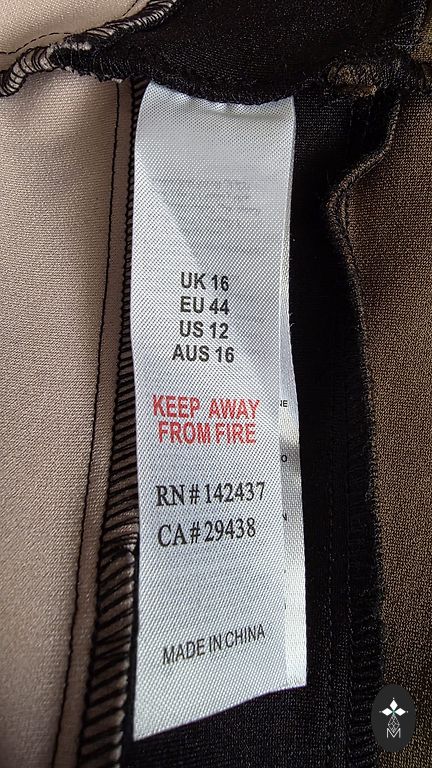 UK 16
EU 44
US 12
AUS 16
KEEP AWAY
FROM FIRE
RN#142437
CA#29438
MADE IN CHINA
NE
O
N